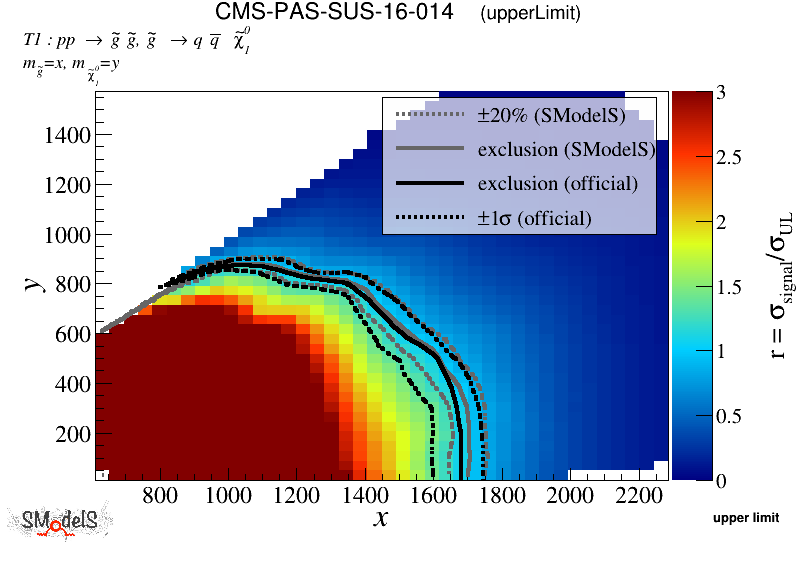 CMS-PAS-SUS-16-014 (upperLimit)
T1 : pp → g̃ g̃, g̃ → q q̅ χ̃₁⁰
m_g̃=x, m_χ̃₁⁰=y
±20% (SModelS)
exclusion (SModelS)
exclusion (official)
±1σ (official)
1400
1200
1000
800
600
400
200
y
800 1000 1200 1400 1600 1800 2000 2200
x
3
2.5
2
1.5
1
0.5
0
r = σ_signal/σ_UL
SModelS
upper limit